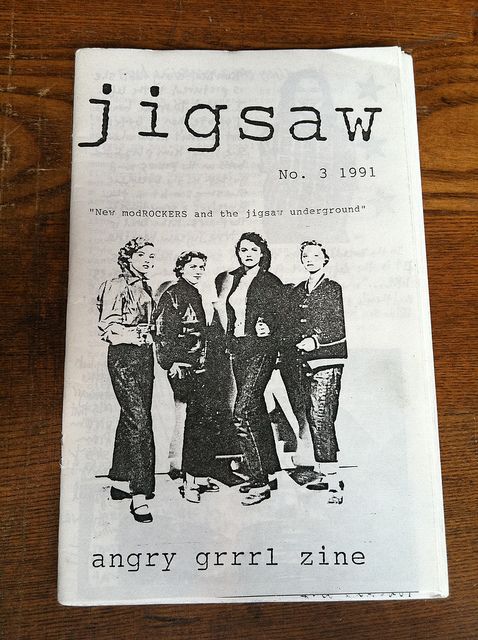 jigsaw
No. 3 1991
"New modROCKERS and the jigsaw underground"
angry grrrl zine